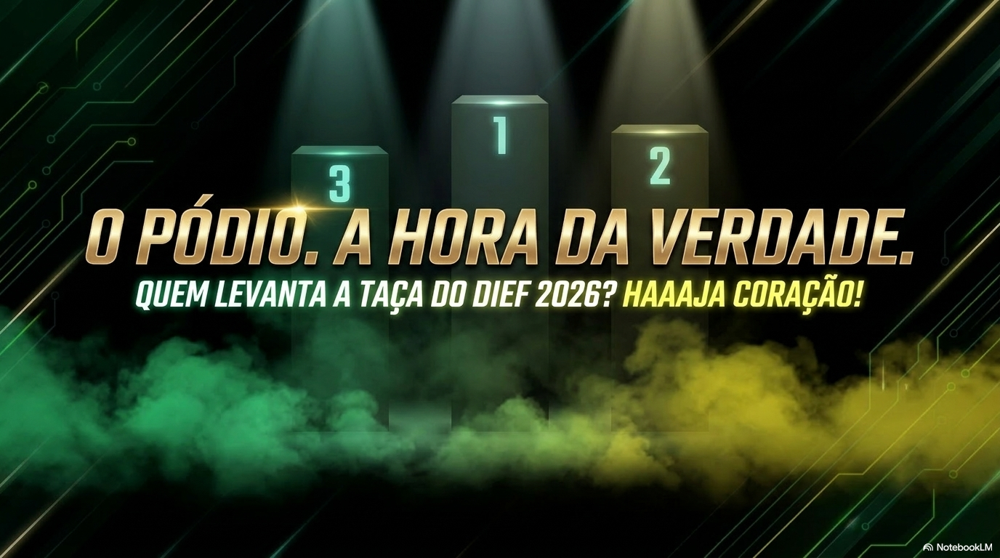 1
2
3
O PÓDIO. A HORA DA VERDADE.
QUEM LEVANTA A TAÇA DO DIEF 2026? HAAAJA CORAÇÃO!
NotebookLM